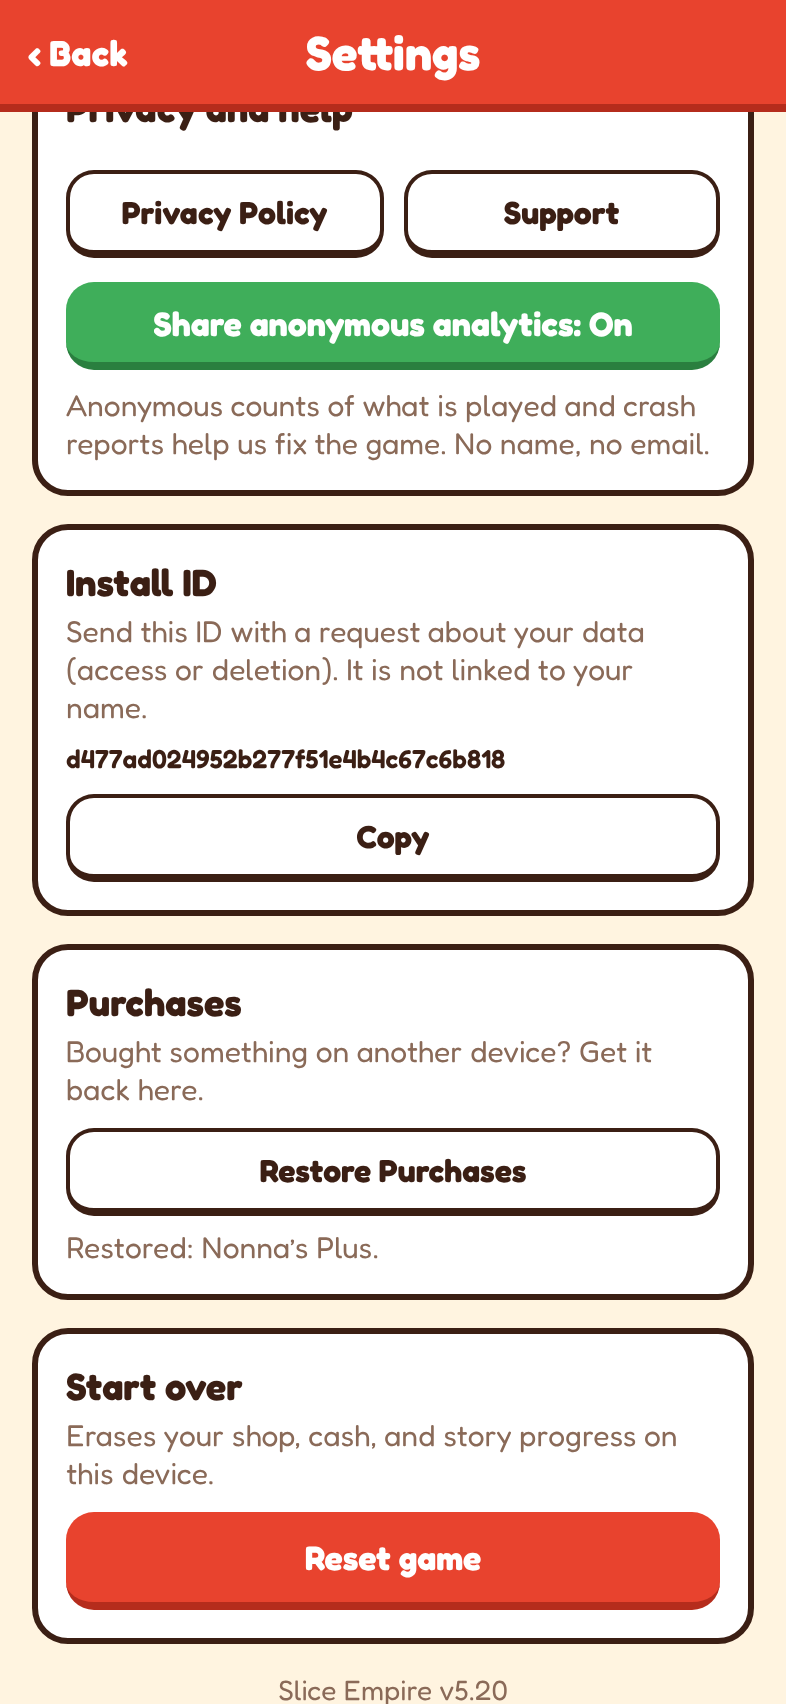 ‹ Back
Settings
Privacy and help
Privacy Policy
Support
Share anonymous analytics: On
Anonymous counts of what is played and crash
reports help us fix the game. No name, no email.
Install ID
Send this ID with a request about your data
(access or deletion). It is not linked to your
name.
d477ad024952b277f51e4b4c67c6b818
Copy
Purchases
Bought something on another device? Get it
back here.
Restore Purchases
Restored: Nonna’s Plus.
Start over
Erases your shop, cash, and story progress on
this device.
Reset game
Slice Empire v5.20